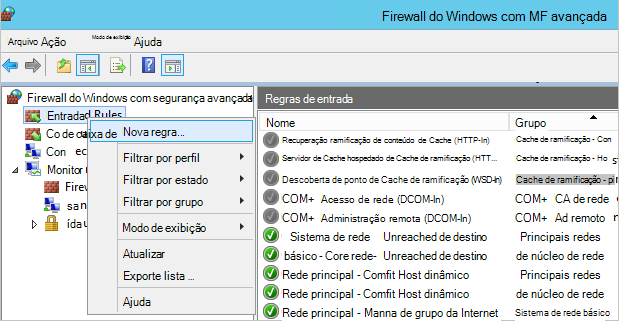 Firewall do Windows com MF avançada
Arquivo Ação Modo de exibição Ajuda
Firewall do Windows com segurança avançada
Entradad Rules
Co de c aixa de
Con ec
Monitor
Firew
sa n
ída u
Nova regra...
Filtrar por perfil
Filtrar por estado
Filtrar por grupo
Modo de exibição
Atualizar
Exporte lista ...
Ajuda
Regras de entrada
Nome Grupo
Recuperação ramificação de conteúdo de Cache (HTTP-In) Cache de ramificação - Con
Servidor de Cache hospedado de Cache de ramificação (HTT... Cache de ramificação - Ho s
Descoberta de ponto de Cache de ramificação (WSD-In) Cache de ramificação - pi
COM+ Acesso de rede (DCOM-In) COM+ CA de rede
COM+ Administração remota (DCOM-In) COM+ Ad remoto
Sistema de rede Unreached de destino Principais redes
básico - Core rede- Unreached de destino de núcleo de rede
Rede principal - Comfit Host dinâmico Principais redes
Rede principal - Comfit Host dinâmico de núcleo de rede
Rede principal - Manna de grupo da Internet Sistema de rede básico